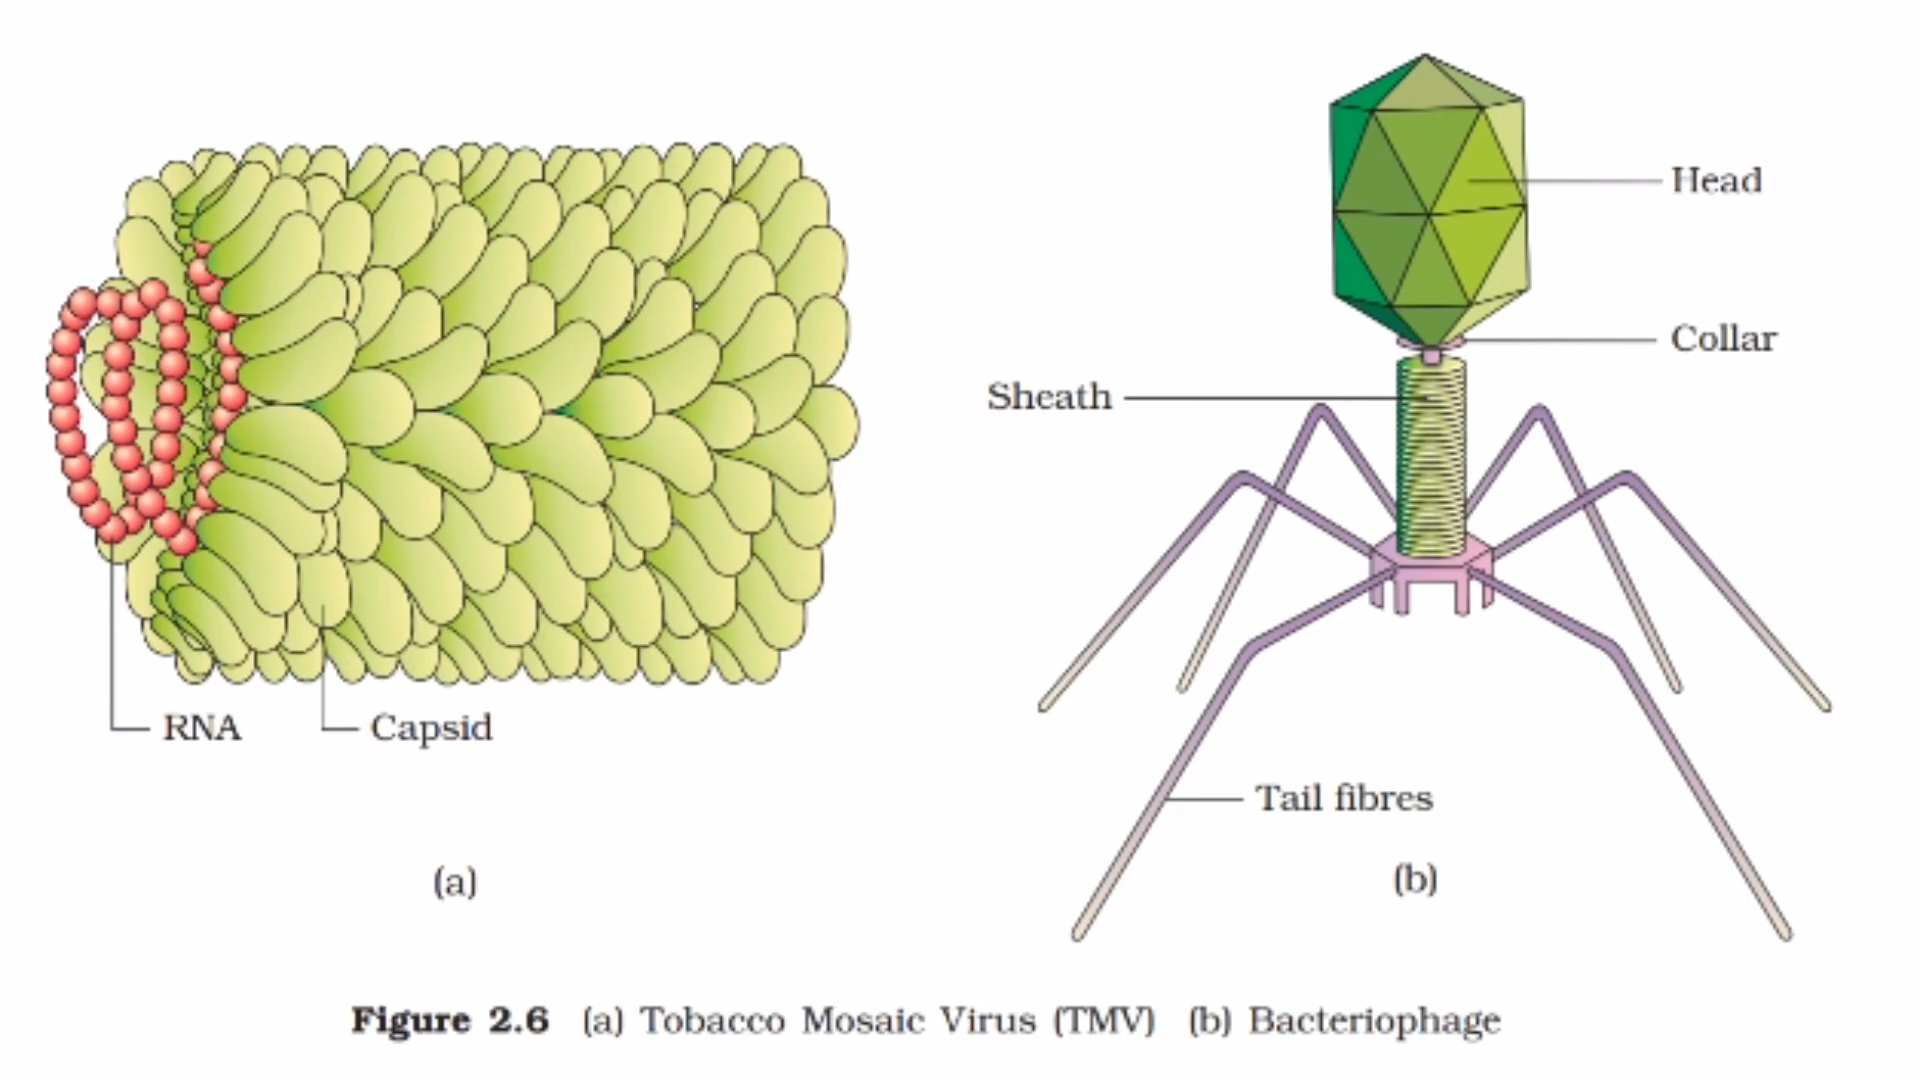 Head
Collar
Sheath
RNA
Capsid
Tail fibres
(a)
(b)
Figure 2.6 (a) Tobacco Mosaic Virus (TMV) (b) Bacteriophage